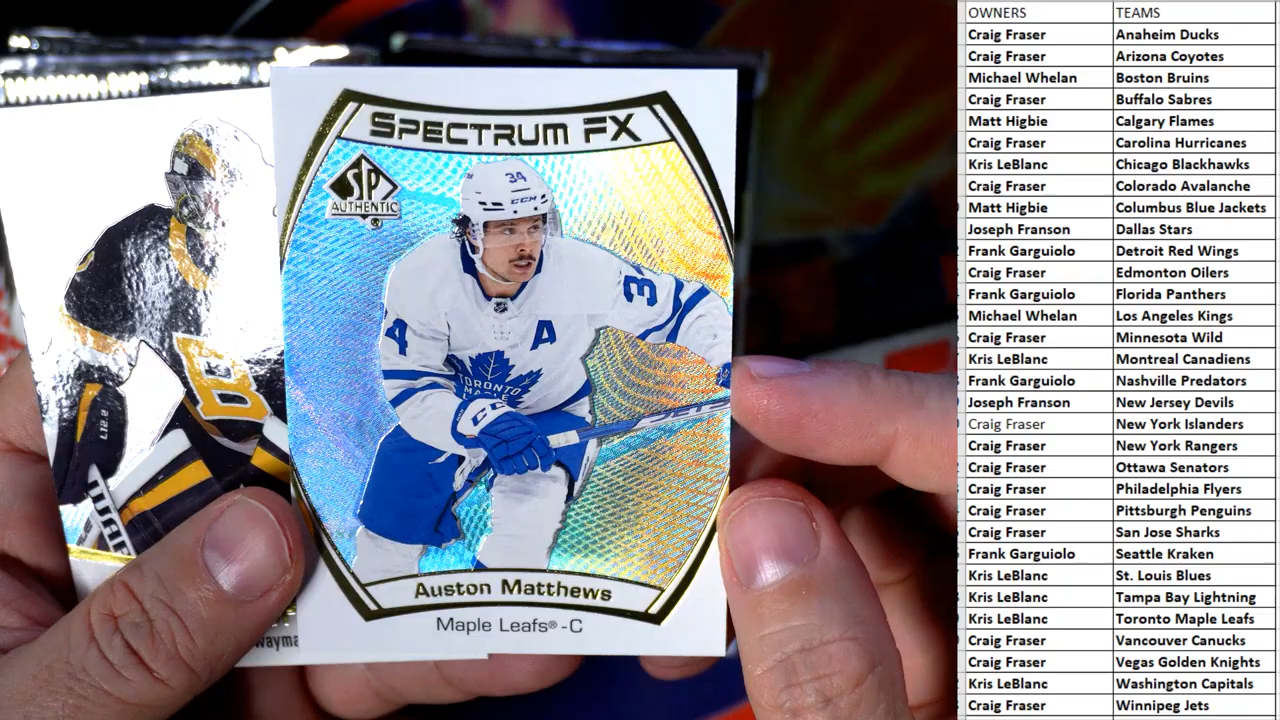 SPECTRUM FX
SP
AUTHENTIC
34
CCM
34
34
A
TORONTO
MAPLE
CCM
Auston Matthews
Maple Leafs® - C
B
L12.2
WAR
wayma
OWNERS TEAMS
Craig Fraser Anaheim Ducks
Craig Fraser Arizona Coyotes
Michael Whelan Boston Bruins
Craig Fraser Buffalo Sabres
Matt Higbie Calgary Flames
Craig Fraser Carolina Hurricanes
Kris LeBlanc Chicago Blackhawks
Craig Fraser Colorado Avalanche
Matt Higbie Columbus Blue Jackets
Joseph Franson Dallas Stars
Frank Garguiolo Detroit Red Wings
Craig Fraser Edmonton Oilers
Frank Garguiolo Florida Panthers
Michael Whelan Los Angeles Kings
Craig Fraser Minnesota Wild
Kris LeBlanc Montreal Canadiens
Frank Garguiolo Nashville Predators
Joseph Franson New Jersey Devils
Craig Fraser New York Islanders
Craig Fraser New York Rangers
Craig Fraser Ottawa Senators
Craig Fraser Philadelphia Flyers
Craig Fraser Pittsburgh Penguins
Craig Fraser San Jose Sharks
Frank Garguiolo Seattle Kraken
Kris LeBlanc St. Louis Blues
Kris LeBlanc Tampa Bay Lightning
Kris LeBlanc Toronto Maple Leafs
Craig Fraser Vancouver Canucks
Craig Fraser Vegas Golden Knights
Kris LeBlanc Washington Capitals
Craig Fraser Winnipeg Jets